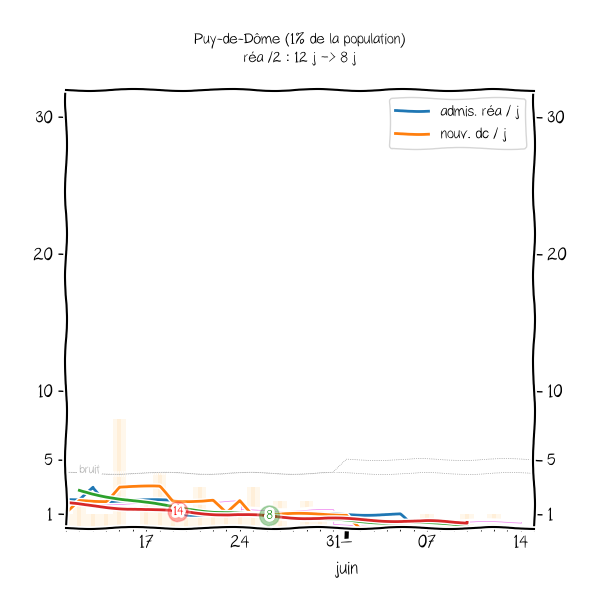 Puy-de-Dôme (1% de la population)
réa /2 : 12 j -> 8 j
admis. réa / j
nouv. dc / j
30
30
20
20
10
10
5
5
bruit
14
8
1
1
17
24
31
07
14
juin